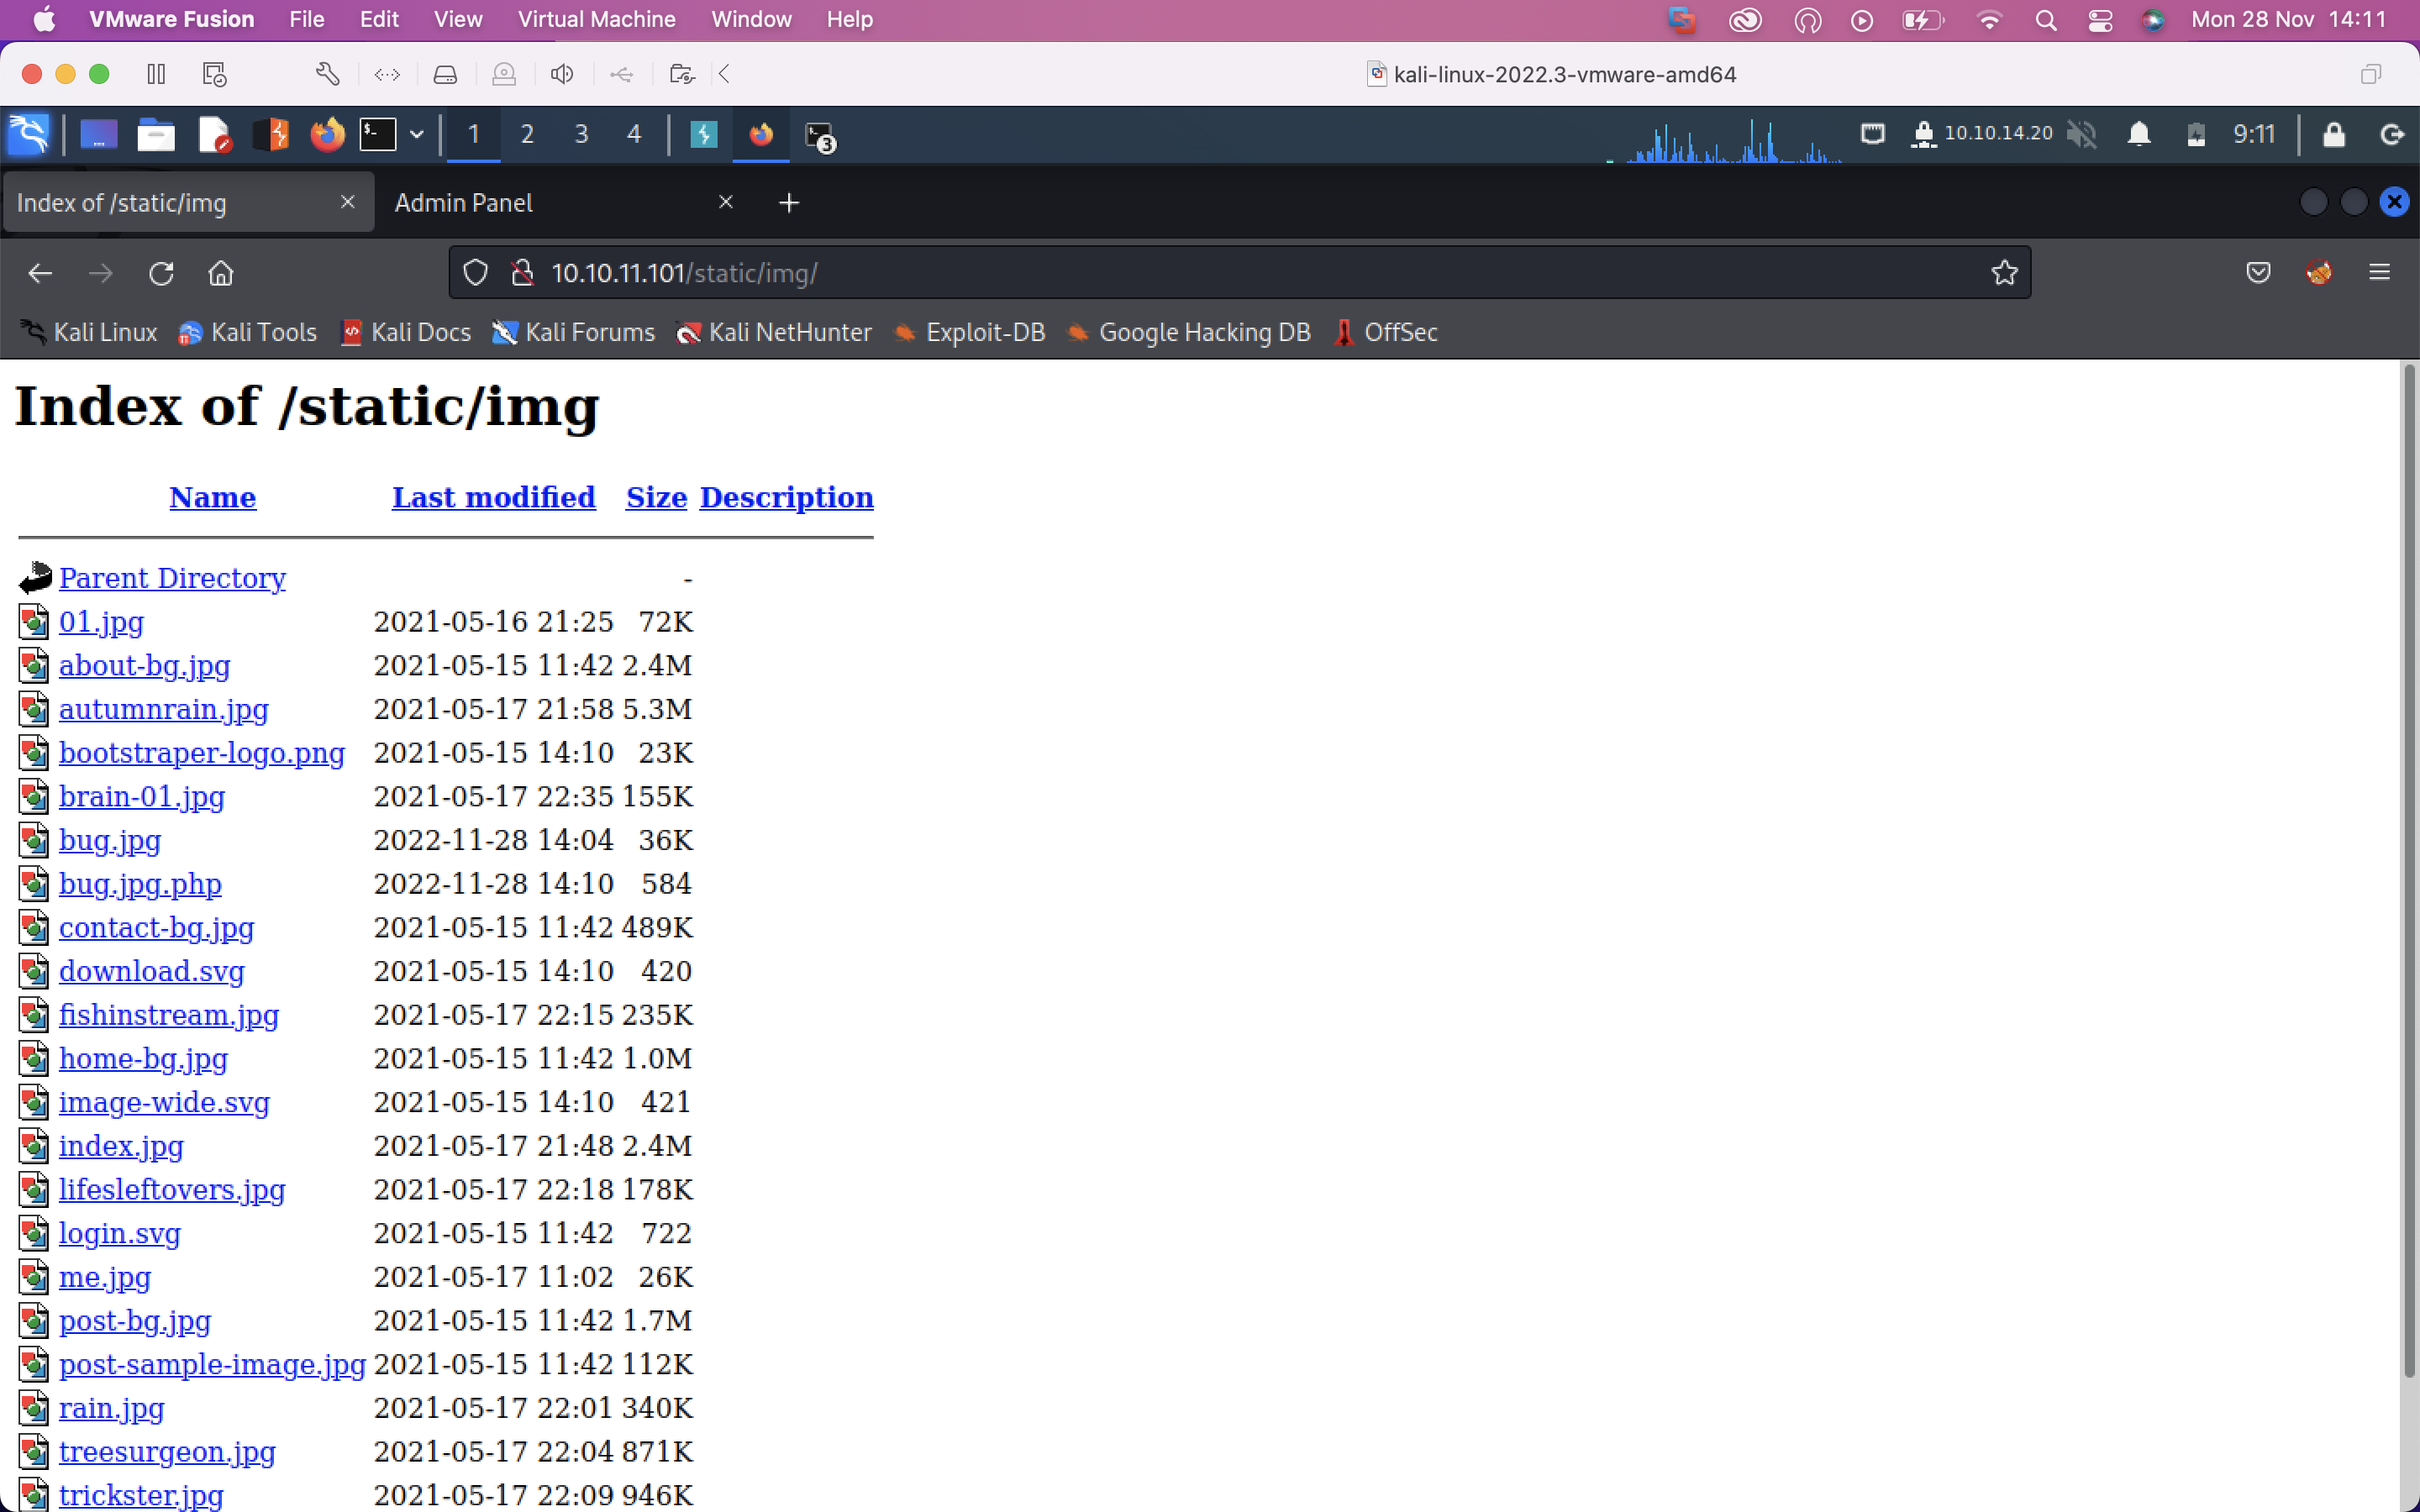 VMware Fusion File Edit View Virtual Machine Window Help Mon 28 Nov 14:11
kali-linux-2022.3-vmware-amd64
1 2 3 4 3 10.10.14.20 9:11
Index of /static/img Admin Panel
10.10.11.101/static/img/
Kali Linux Kali Tools Kali Docs Kali Forums Kali NetHunter Exploit-DB Google Hacking DB OffSec
Index of /static/img
Name Last modified Size Description
Parent Directory -
01.jpg 2021-05-16 21:25 72K
about-bg.jpg 2021-05-15 11:42 2.4M
autumnrain.jpg 2021-05-17 21:58 5.3M
bootstraper-logo.png 2021-05-15 14:10 23K
brain-01.jpg 2021-05-17 22:35 155K
bug.jpg 2022-11-28 14:04 36K
bug.jpg.php 2022-11-28 14:10 584
contact-bg.jpg 2021-05-15 11:42 489K
download.svg 2021-05-15 14:10 420
fishinstream.jpg 2021-05-17 22:15 235K
home-bg.jpg 2021-05-15 11:42 1.0M
image-wide.svg 2021-05-15 14:10 421
index.jpg 2021-05-17 21:48 2.4M
lifesleftovers.jpg 2021-05-17 22:18 178K
login.svg 2021-05-15 11:42 722
me.jpg 2021-05-17 11:02 26K
post-bg.jpg 2021-05-15 11:42 1.7M
post-sample-image.jpg 2021-05-15 11:42 112K
rain.jpg 2021-05-17 22:01 340K
treesurgeon.jpg 2021-05-17 22:04 871K
trickster.jpg 2021-05-17 22:09 946K